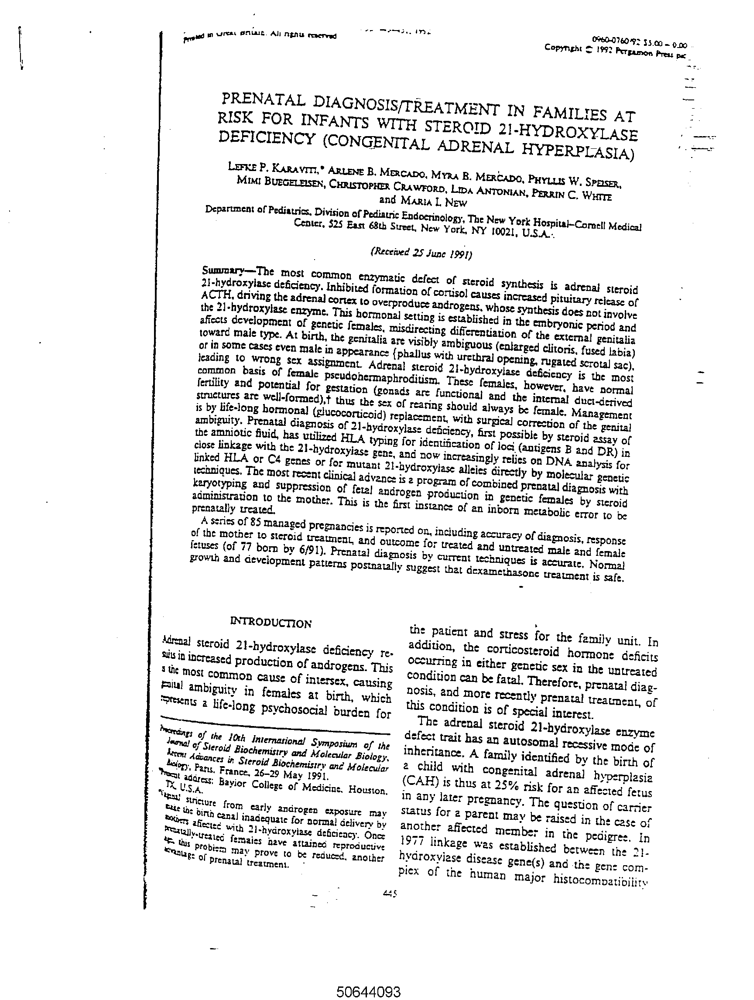 Printed in Great Britain. All rights reserved
0960-0760/92 $5.00 + 0.00
Copyright © 1992 Pergamon Press
PRENATAL DIAGNOSIS/TREATMENT IN FAMILIES AT
RISK FOR INFANTS WITH STEROID 21-HYDROXYLASE
DEFICIENCY (CONGENITAL ADRENAL HYPERPLASIA)
LEFKE P. KARAVITI,* ARLENE B. MERCADO, MYRA B. MERCADO, PHYLLIS W. SPEISER,
MIMI BUEGELEISEN, CHRISTOPHER CRAWFORD, LIDA ANTONIAN, PERRIN C. WHITE
and MARIA I. NEW
Department of Pediatrics, Division of Pediatric Endocrinology, The New York Hospital–Cornell Medical
Center, 525 East 68th Street, New York, NY 10021, U.S.A.
(Received 25 June 1991)
Summary—The most common enzymatic defect of steroid synthesis is adrenal steroid
21-hydroxylase deficiency. Inhibited formation of cortisol causes increased pituitary release of
ACTH, driving the adrenal cortex to overproduce androgens, whose synthesis does not involve
the 21-hydroxylase enzyme. This hormonal setting is established in the embryonic period and
affects development of genetic females, misdirecting differentiation of the external genitalia
toward male type. At birth, the genitalia are visibly ambiguous (enlarged clitoris, fused labia)
or in some cases even male in appearance (phallus with urethral opening, rugated scrotal sac),
leading to wrong sex assignment. Adrenal steroid 21-hydroxylase deficiency is the most
common basis of female pseudohermaphroditism. These females, however, have normal
fertility and potential for gestation (gonads are functional and the internal duct-derived
structures are well-formed),† thus the sex of rearing should always be female. Management
is by life-long hormonal (glucocorticoid) replacement, with surgical correction of the genital
ambiguity. Prenatal diagnosis of 21-hydroxylase deficiency, first possible by steroid assay of
the amniotic fluid, has utilized HLA typing for identification of loci (antigens B and DR) in
close linkage with the 21-hydroxylase gene, and now increasingly relies on DNA analysis for
linked HLA or C4 genes or for mutant 21-hydroxylase alleles directly by molecular genetic
techniques. The most recent clinical advance is a program of combined prenatal diagnosis with
karyotyping and suppression of fetal androgen production in genetic females by steroid
administration to the mother. This is the first instance of an inborn metabolic error to be
prenatally treated.
A series of 85 managed pregnancies is reported on, including accuracy of diagnosis, response
of the mother to steroid treatment, and outcome for treated and untreated male and female
fetuses (of 77 born by 6/91). Prenatal diagnosis by current techniques is accurate. Normal
growth and development patterns postnatally suggest that dexamethasone treatment is safe.
INTRODUCTION
Adrenal steroid 21-hydroxylase deficiency re-
sults in increased production of androgens. This
is the most common cause of intersex, causing
genital ambiguity in females at birth, which
represents a life-long psychosocial burden for
Proceedings of the 10th International Symposium of the
Journal of Steroid Biochemistry and Molecular Biology,
Recent Advances in Steroid Biochemistry and Molecular
Biology, Paris, France, 26–29 May 1991.
*Present address: Baylor College of Medicine, Houston,
TX, U.S.A.
stricture from early androgen exposure may
make the birth canal inadequate for normal delivery by
mothers affected with 21-hydroxylase deficiency. Once
prenatally-treated females have attained reproductive
age, this problem may prove to be reduced, another
advantage of prenatal treatment.
the patient and stress for the family unit. In
addition, the corticosteroid hormone deficits
occurring in either genetic sex in the untreated
condition can be fatal. Therefore, prenatal diag-
nosis, and more recently prenatal treatment, of
this condition is of special interest.
The adrenal steroid 21-hydroxylase enzyme
defect trait has an autosomal recessive mode of
inheritance. A family identified by the birth of
a child with congenital adrenal hyperplasia
(CAH) is thus at 25% risk for an affected fetus
in any later pregnancy. The question of carrier
status for a parent may be raised in the case of
another affected member in the pedigree. In
1977 linkage was established between the 21-
hydroxylase disease gene(s) and the gene com-
plex of the human major histocompatibility
445
50644093